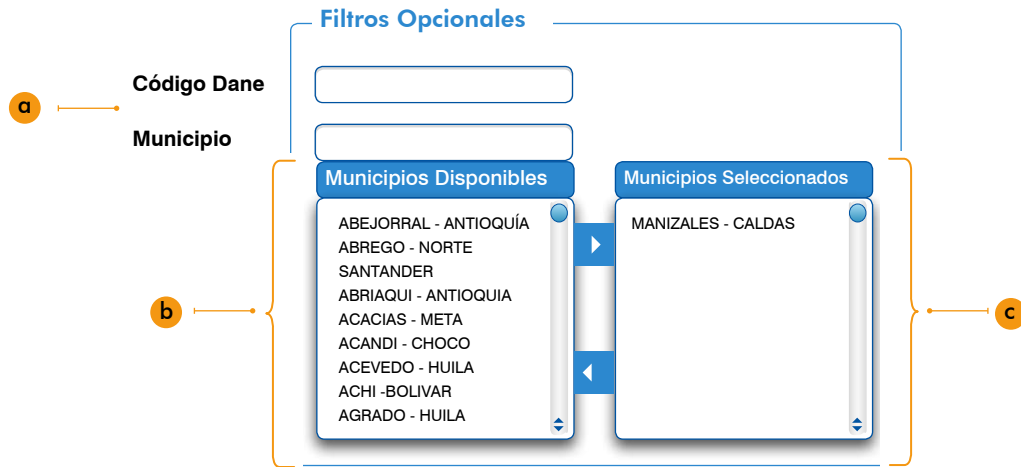 Filtros Opcionales
Código Dane
a
Municipio
Municipios Disponibles
Municipios Seleccionados
ABEJORRAL - ANTIOQUÍA
ABREGO - NORTE
SANTANDER
ABRIAQUI - ANTIOQUIA
ACACIAS - META
ACANDI - CHOCO
ACEVEDO - HUILA
ACHI -BOLIVAR
AGRADO - HUILA
MANIZALES - CALDAS
b
c